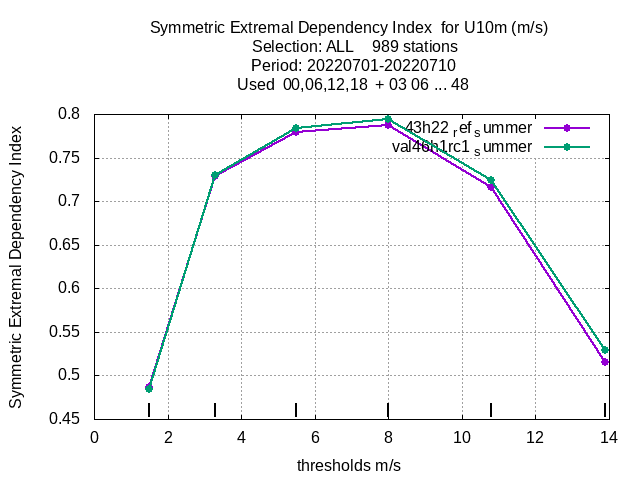 Symmetric Extremal Dependency Index  for U10m (m/s)
Selection: ALL    989 stations
Period: 20220701-20220710
Used  00,06,12,18  + 03 06 ... 48
43h22 ref summer
val46h1rc1 summer
0.8
0.75
0.7
0.65
0.6
0.55
0.5
0.45
Symmetric Extremal Dependency Index
0 2 4 6 8 10 12 14
thresholds m/s